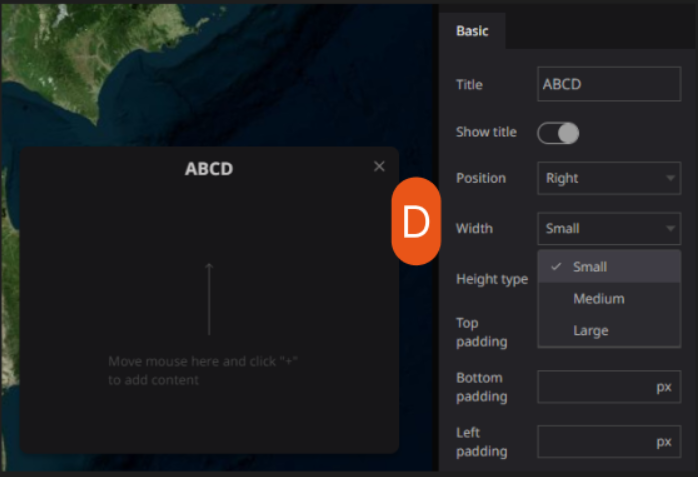 ABCD
×
Move mouse here and click "+"
to add content
D
Basic
Title
ABCD
Show title
Position
Right
Width
Small
Height type
Small
Medium
Large
Top
padding
Bottom
padding
px
Left
padding
px